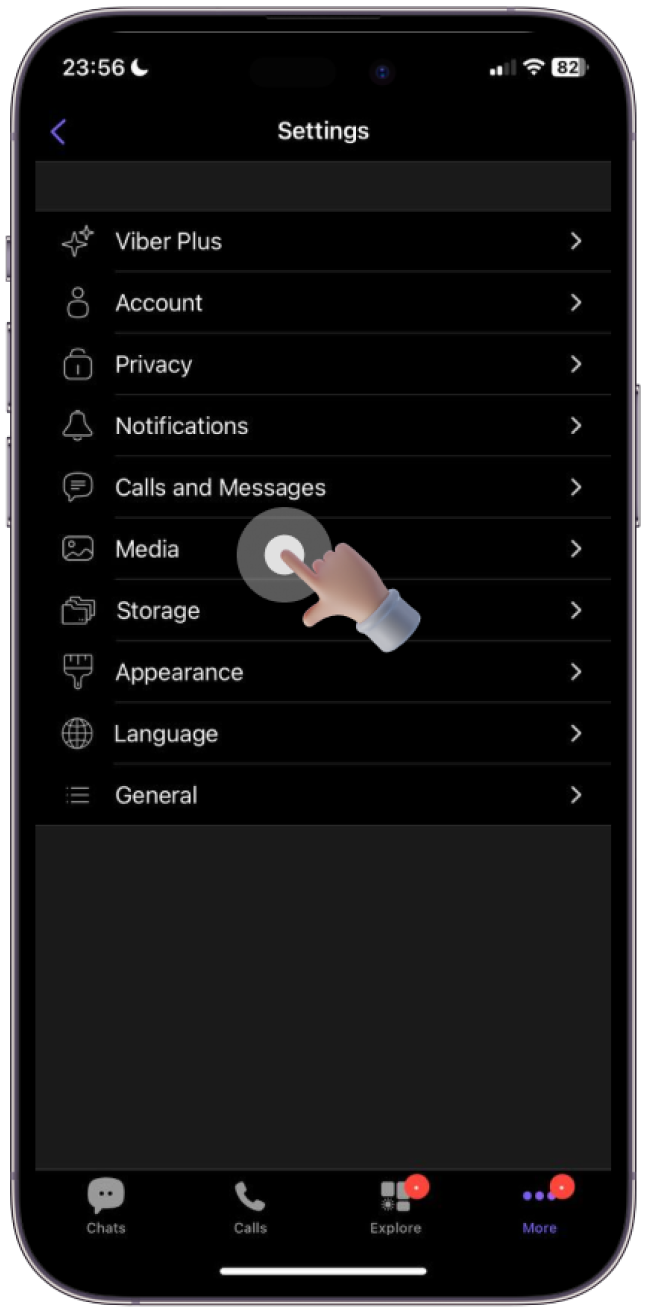 23:56
82
Settings
Viber Plus
Account
Privacy
Notifications
Calls and Messages
Media
Storage
Appearance
Language
General
Chats
Calls
Explore
More